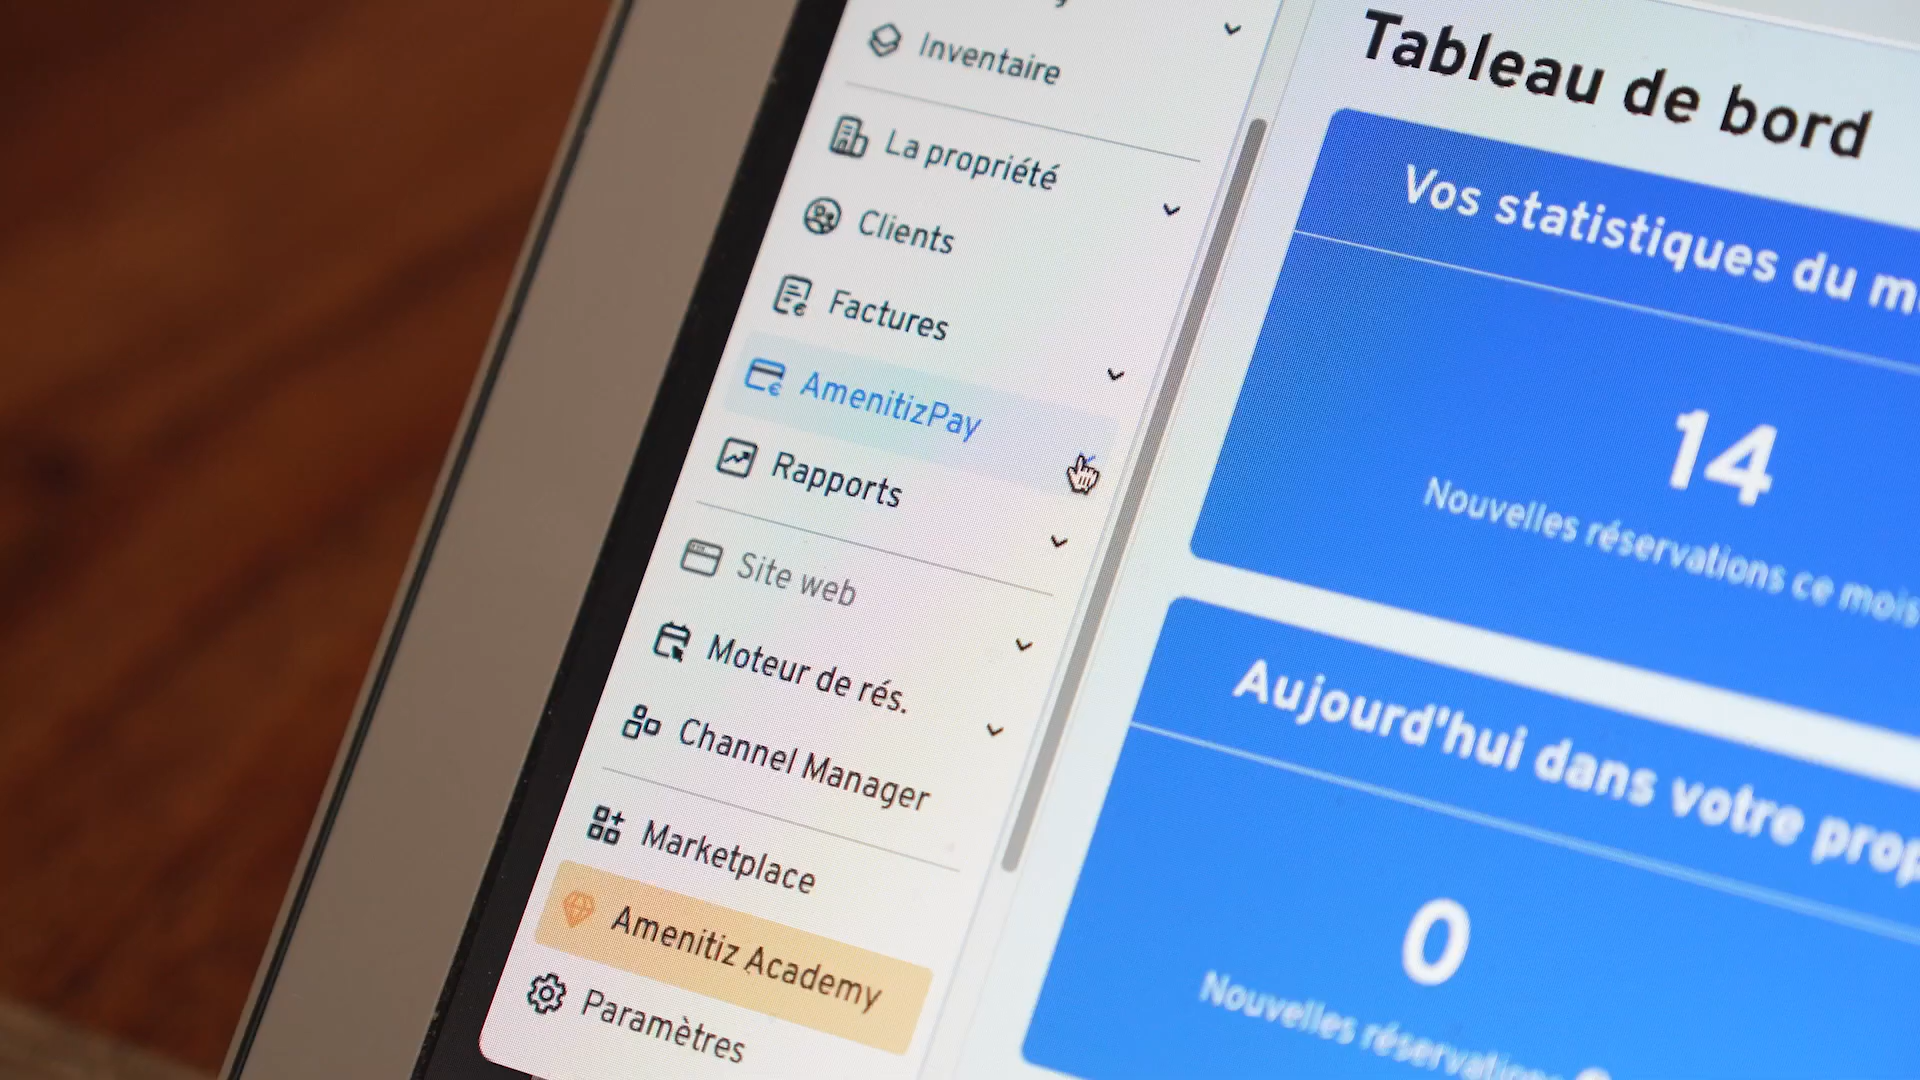 Inventaire
La propriété
Clients
Factures
AmenitizPay
Rapports
Site web
Moteur de rés.
Channel Manager
Marketplace
Amenitiz Academy
Paramètres
Tableau de bord
Vos statistiques du
14
Nouvelles réservations ce mois
Aujourd'hui dans votre
0
Nouvelles